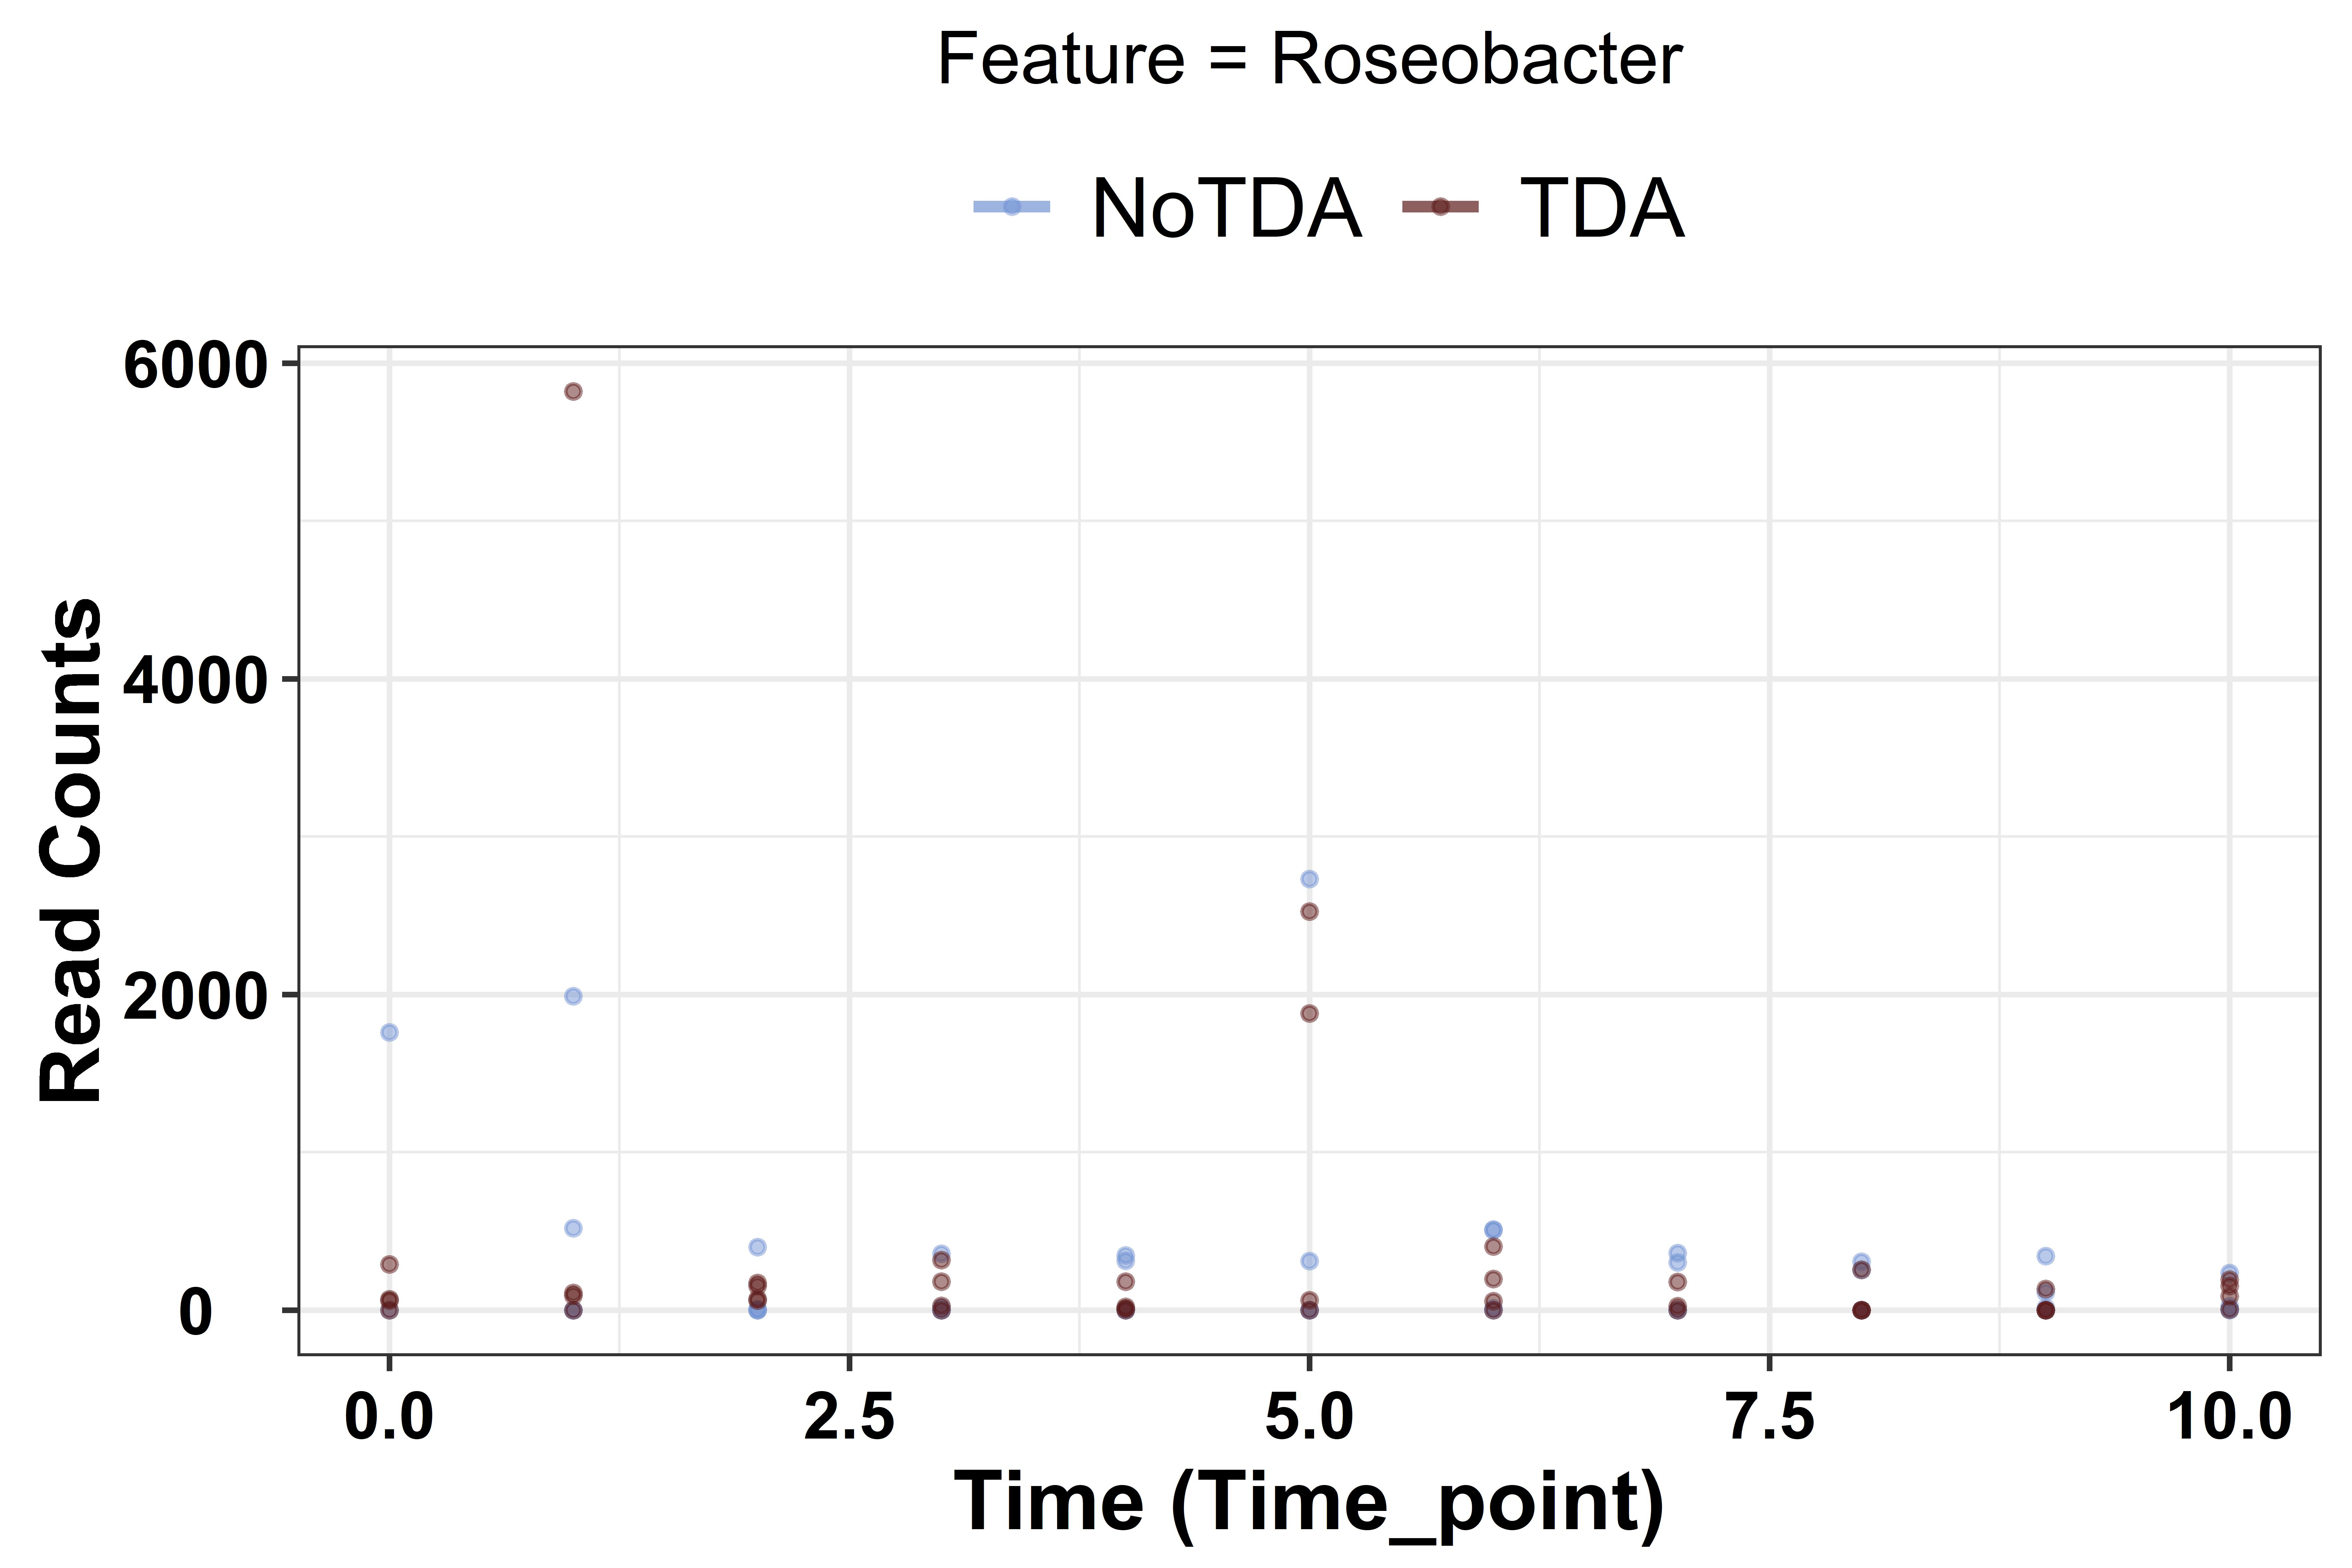 Feature = Roseobacter
NoTDA TDA
6000
4000
2000
0
Read Counts
0.0 2.5 5.0 7.5 10.0
Time (Time_point)